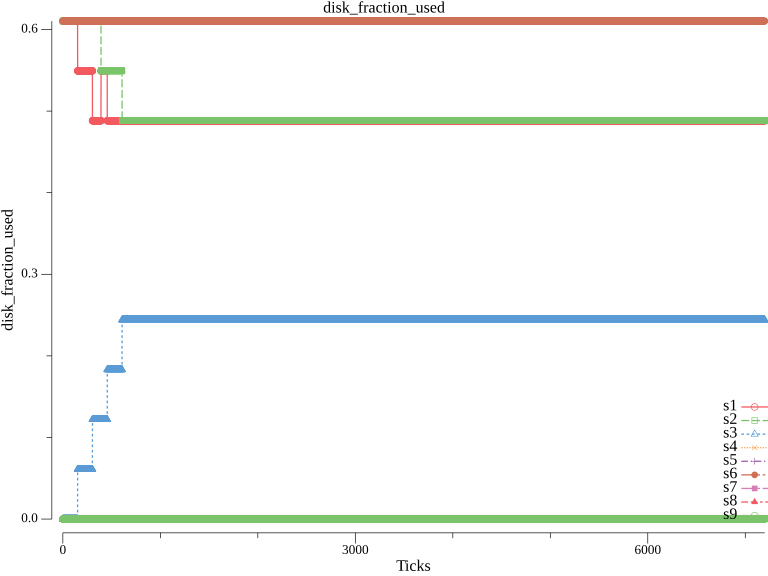 disk_fraction_used
disk_fraction_used
0.6
0.3
0.0
0
3000
6000
Ticks
s1
s2
s3
s4
s5
s6
s7
s8
s9